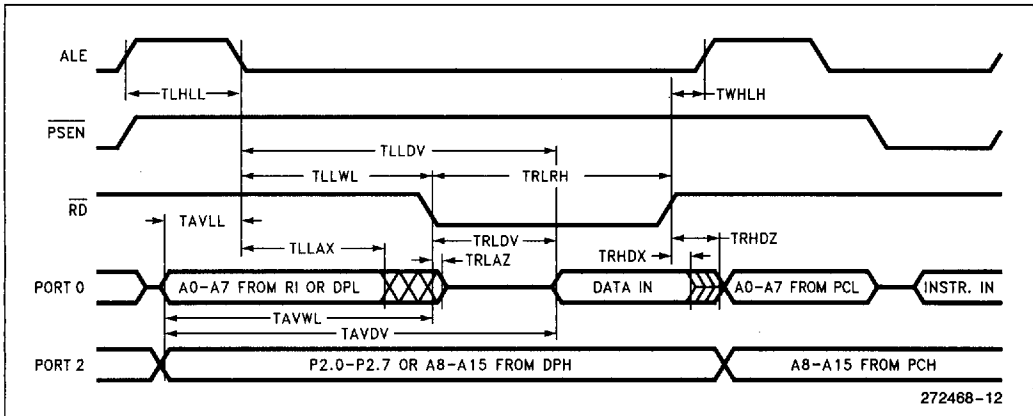 ALE
TLHLL
TWHLH
PSEN
TLLDV
TLLWL
TRLRH
RD
TAVLL
TRLDV
TRHDZ
TLLAX
TRLAZ
TRHDX
PORT 0
A0–A7 FROM RI OR DPL
DATA IN
A0–A7 FROM PCL
INSTR. IN
TAVWL
TAVDV
PORT 2
P2.0–P2.7 OR A8–A15 FROM DPH
A8–A15 FROM PCH
272468–12